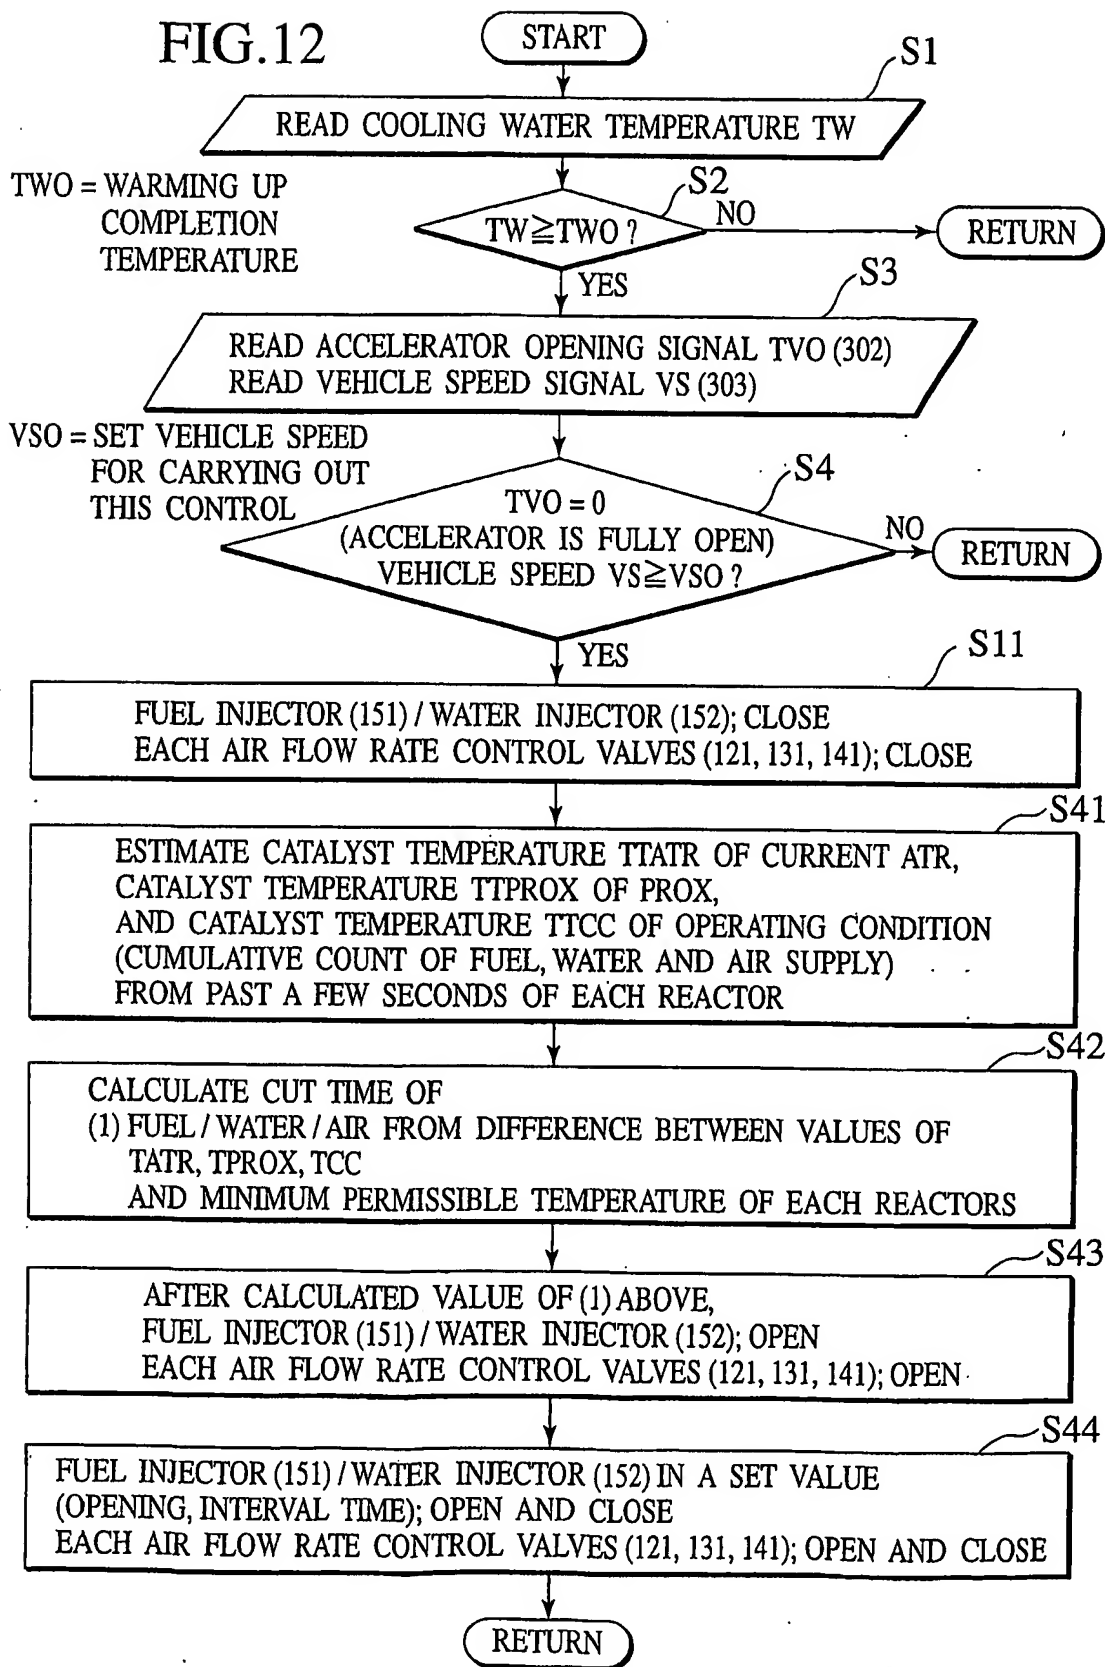 FIG.12
START
S1
READ COOLING WATER TEMPERATURE TW
TWO = WARMING UP
COMPLETION
TEMPERATURE
S2
TW≧TWO ?
NO
RETURN
YES
S3
READ ACCELERATOR OPENING SIGNAL TVO (302)
READ VEHICLE SPEED SIGNAL VS (303)
VSO = SET VEHICLE SPEED
FOR CARRYING OUT
THIS CONTROL
S4
TVO = 0
(ACCELERATOR IS FULLY OPEN)
VEHICLE SPEED VS≧VSO ?
NO
RETURN
YES
S11
FUEL INJECTOR (151) / WATER INJECTOR (152); CLOSE
EACH AIR FLOW RATE CONTROL VALVES (121, 131, 141); CLOSE
S41
ESTIMATE CATALYST TEMPERATURE TTATR OF CURRENT ATR,
CATALYST TEMPERATURE TTPROX OF PROX,
AND CATALYST TEMPERATURE TTCC OF OPERATING CONDITION
(CUMULATIVE COUNT OF FUEL, WATER AND AIR SUPPLY)
FROM PAST A FEW SECONDS OF EACH REACTOR
S42
CALCULATE CUT TIME OF
(1) FUEL / WATER / AIR FROM DIFFERENCE BETWEEN VALUES OF
TATR, TPROX, TCC
AND MINIMUM PERMISSIBLE TEMPERATURE OF EACH REACTORS
S43
AFTER CALCULATED VALUE OF (1) ABOVE,
FUEL INJECTOR (151) / WATER INJECTOR (152); OPEN
EACH AIR FLOW RATE CONTROL VALVES (121, 131, 141); OPEN
S44
FUEL INJECTOR (151) / WATER INJECTOR (152) IN A SET VALUE
(OPENING, INTERVAL TIME); OPEN AND CLOSE
EACH AIR FLOW RATE CONTROL VALVES (121, 131, 141); OPEN AND CLOSE
RETURN